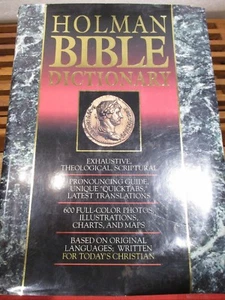 HOLMAN
BIBLE
DICTIONARY
EXHAUSTIVE,
THEOLOGICAL, SCRIPTURAL
PRONOUNCING GUIDE,
UNIQUE "QUICKTABS,"
LATEST TRANSLATIONS
600 FULL-COLOR PHOTOS,
ILLUSTRATIONS,
CHARTS, AND MAPS
BASED ON ORIGINAL
LANGUAGES; WRITTEN
FOR TODAY'S CHRISTIAN